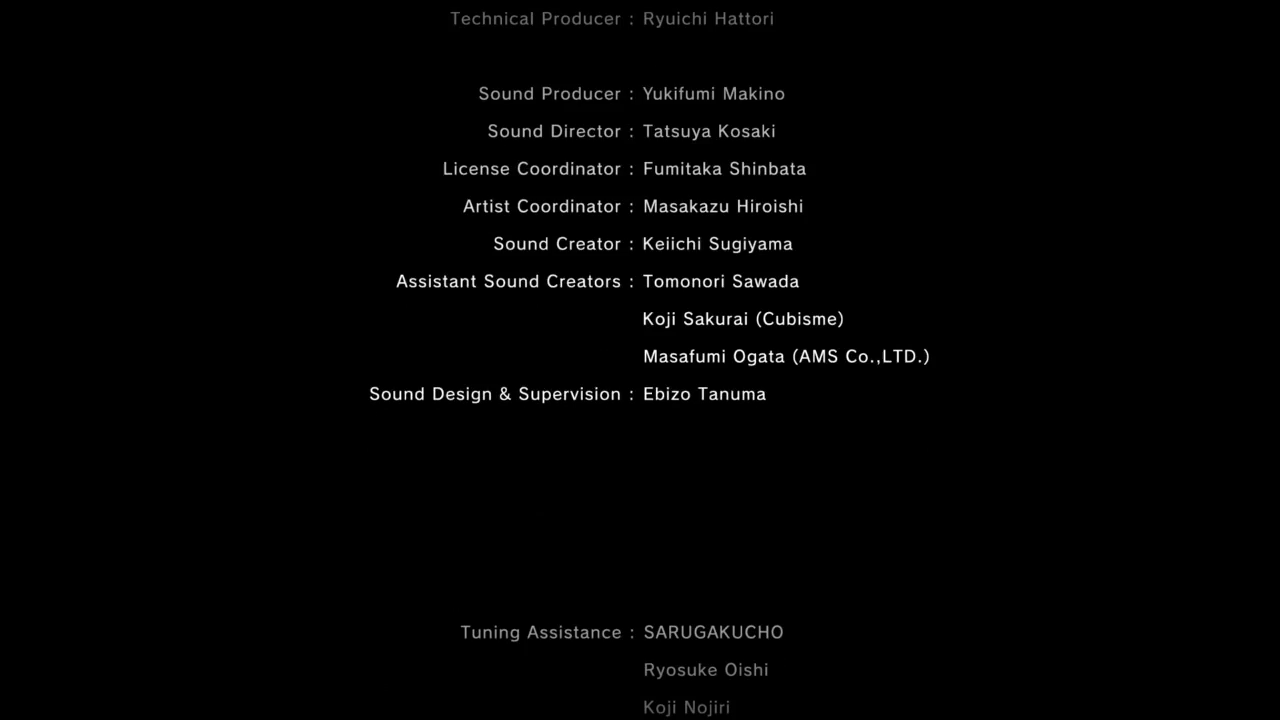 Technical Producer : Ryuichi Hattori
Sound Producer : Yukifumi Makino
Sound Director : Tatsuya Kosaki
License Coordinator : Fumitaka Shinbata
Artist Coordinator : Masakazu Hiroishi
Sound Creator : Keiichi Sugiyama
Assistant Sound Creators : Tomonori Sawada
Koji Sakurai (Cubisme)
Masafumi Ogata (AMS Co.,LTD.)
Sound Design & Supervision : Ebizo Tanuma
Tuning Assistance : SARUGAKUCHO
Ryosuke Oishi
Koji Nojiri